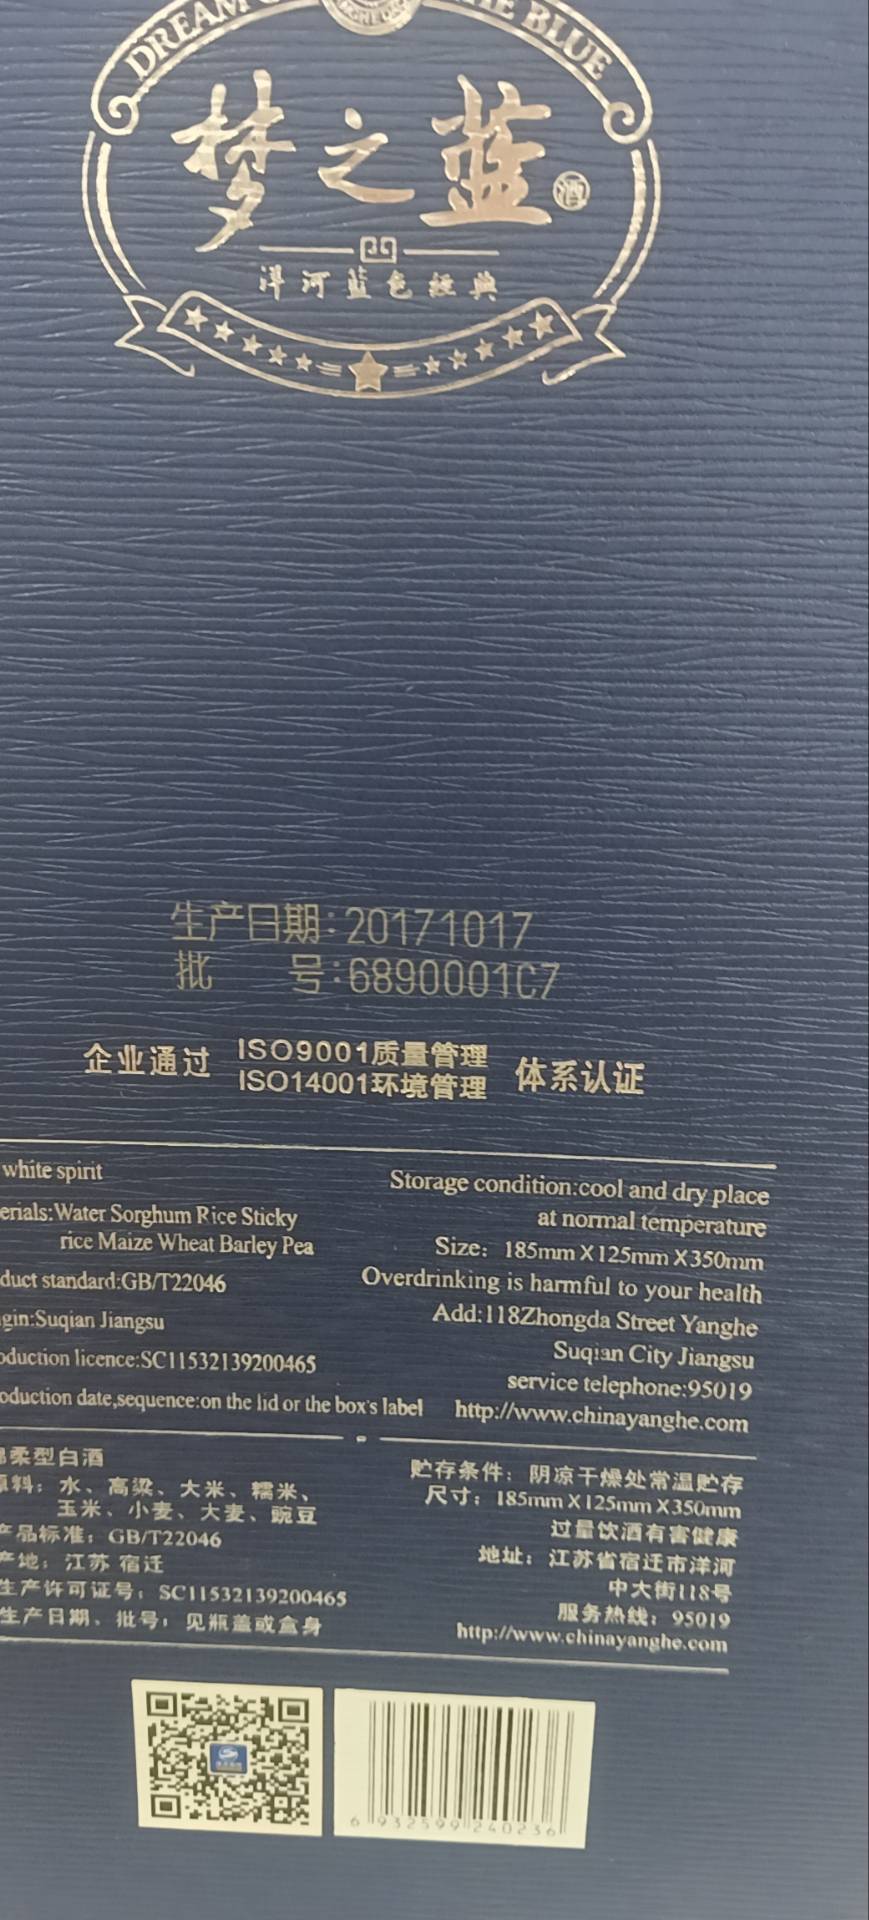 DREAM
THE BLUE
梦之蓝
酒
洋河蓝色经典
生产日期:20171017
批 号:6890001C7
企业通过 ISO9001质量管理 体系认证
ISO14001环境管理
white spirit
erials:Water Sorghum Rice Sticky
rice Maize Wheat Barley Pea
duct standard:GB/T22046
gin:Suqian Jiangsu
oduction licence:SC11532139200465
oduction date,sequence:on the lid or the box's label
Storage condition:cool and dry place
at normal temperature
Size: 185mm X125mm X350mm
Overdrinking is harmful to your health
Add:118Zhongda Street Yanghe
Suqian City Jiangsu
service telephone:95019
http://www.chinayanghe.com
绵柔型白酒
原料：水、高粱、大米、糯米、
玉米、小麦、大麦、豌豆
产品标准：GB/T22046
产地：江苏 宿迁
生产许可证号：SC11532139200465
生产日期、批号：见瓶盖或盒身
贮存条件：阴凉干燥处常温贮存
尺寸：185mm X125mm X350mm
过量饮酒有害健康
地址：江苏省宿迁市洋河
中大街118号
服务热线：95019
http://www.chinayanghe.com
6 932599 240236